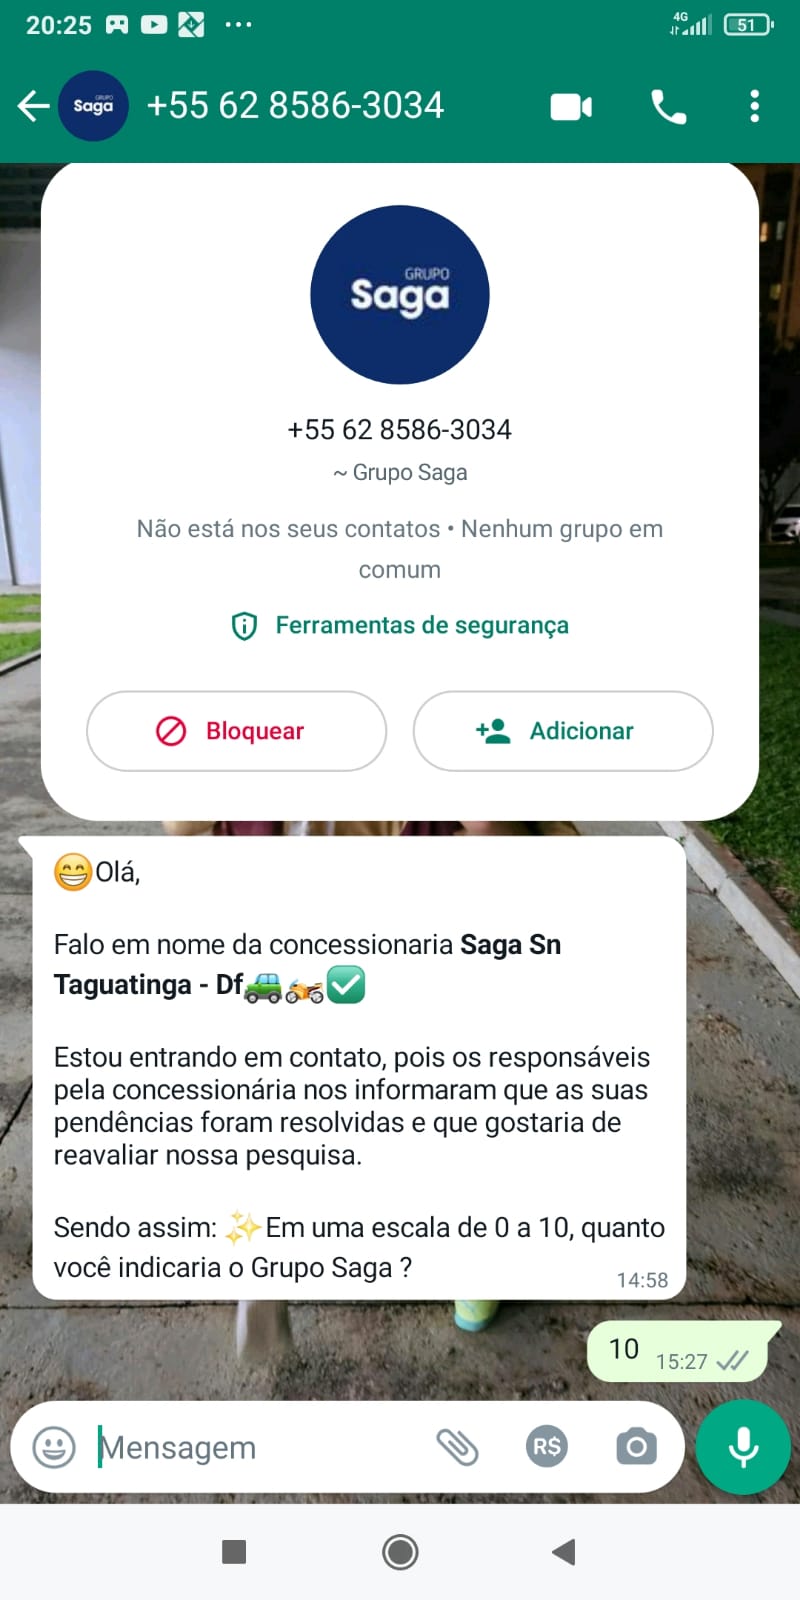 20:25
4G
51
GRUPO
Saga
+55 62 8586-3034
GRUPO
Saga
+55 62 8586-3034
~ Grupo Saga
Não está nos seus contatos • Nenhum grupo em
comum
Ferramentas de segurança
Bloquear
Adicionar
😁Olá,
Falo em nome da concessionaria Saga Sn
Taguatinga - Df🚙🏍️✅
Estou entrando em contato, pois os responsáveis
pela concessionária nos informaram que as suas
pendências foram resolvidas e que gostaria de
reavaliar nossa pesquisa.
Sendo assim: ✨Em uma escala de 0 a 10, quanto
você indicaria o Grupo Saga ?
14:58
10
15:27
Mensagem
R$